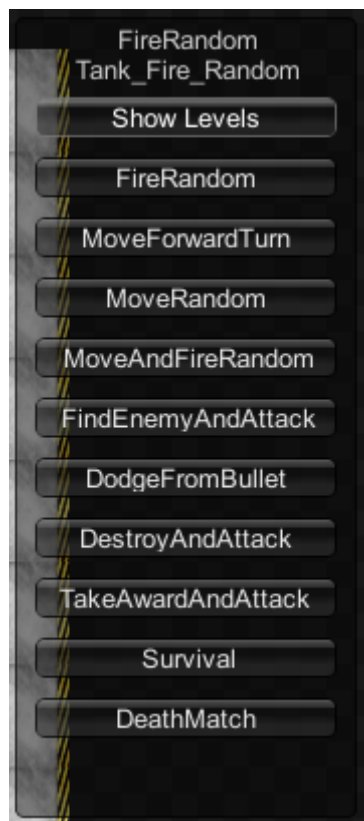 FireRandom
Tank_Fire_Random
Show Levels
FireRandom
MoveForwardTurn
MoveRandom
MoveAndFireRandom
FindEnemyAndAttack
DodgeFromBullet
DestroyAndAttack
TakeAwardAndAttack
Survival
DeathMatch